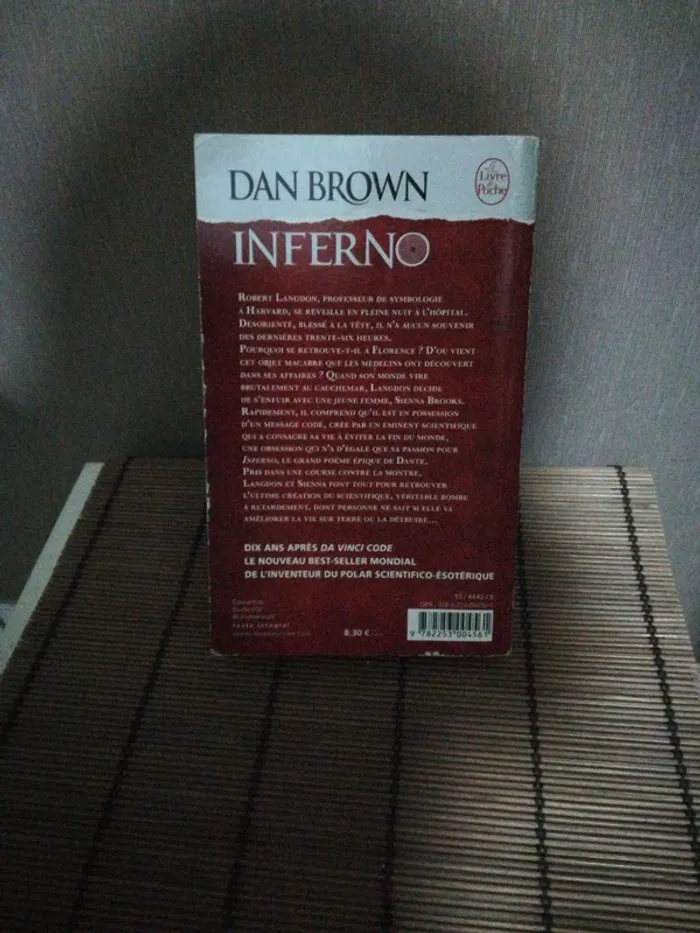 DAN BROWN
Le
Livre
de
Poche
INFERNO
ROBERT LANGDON, PROFESSEUR DE SYMBOLOGIE
À HARVARD, SE RÉVEILLE EN PLEINE NUIT À L'HÔPITAL.
DÉSORIENTÉ, BLESSÉ À LA TÊTE, IL N'A AUCUN SOUVENIR
DES DERNIÈRES TRENTE-SIX HEURES.
POURQUOI SE RETROUVE-T-IL À FLORENCE ? D'OÙ VIENT
CET OBJET MACABRE QUE LES MÉDECINS ONT DÉCOUVERT
DANS SES AFFAIRES ? QUAND SON MONDE VIRE
BRUTALEMENT AU CAUCHEMAR, LANGDON DÉCIDE
DE S'ENFUIR AVEC UNE JEUNE FEMME, SIENNA BROOKS.
RAPIDEMENT, IL COMPREND QU'IL EST EN POSSESSION
D'UN MESSAGE CODÉ, CRÉÉ PAR UN ÉMINENT SCIENTIFIQUE
QUI A CONSACRÉ SA VIE À ÉVITER LA FIN DU MONDE,
UNE OBSESSION QUI N'A D'ÉGALE QUE SA PASSION POUR
INFERNO, LE GRAND POÈME ÉPIQUE DE DANTE.
PRIS DANS UNE COURSE CONTRE LA MONTRE,
LANGDON ET SIENNA FONT TOUT POUR RETROUVER
L'ULTIME CRÉATION DU SCIENTIFIQUE, VÉRITABLE BOMBE
À RETARDEMENT, DONT PERSONNE NE SAIT SI ELLE VA
AMÉLIORER LA VIE SUR TERRE OU LA DÉTRUIRE...
DIX ANS APRÈS DA VINCI CODE
LE NOUVEAU BEST-SELLER MONDIAL
DE L'INVENTEUR DU POLAR SCIENTIFICO-ÉSOTÉRIQUE
texte intégral
8,30 €
9 782253 004561